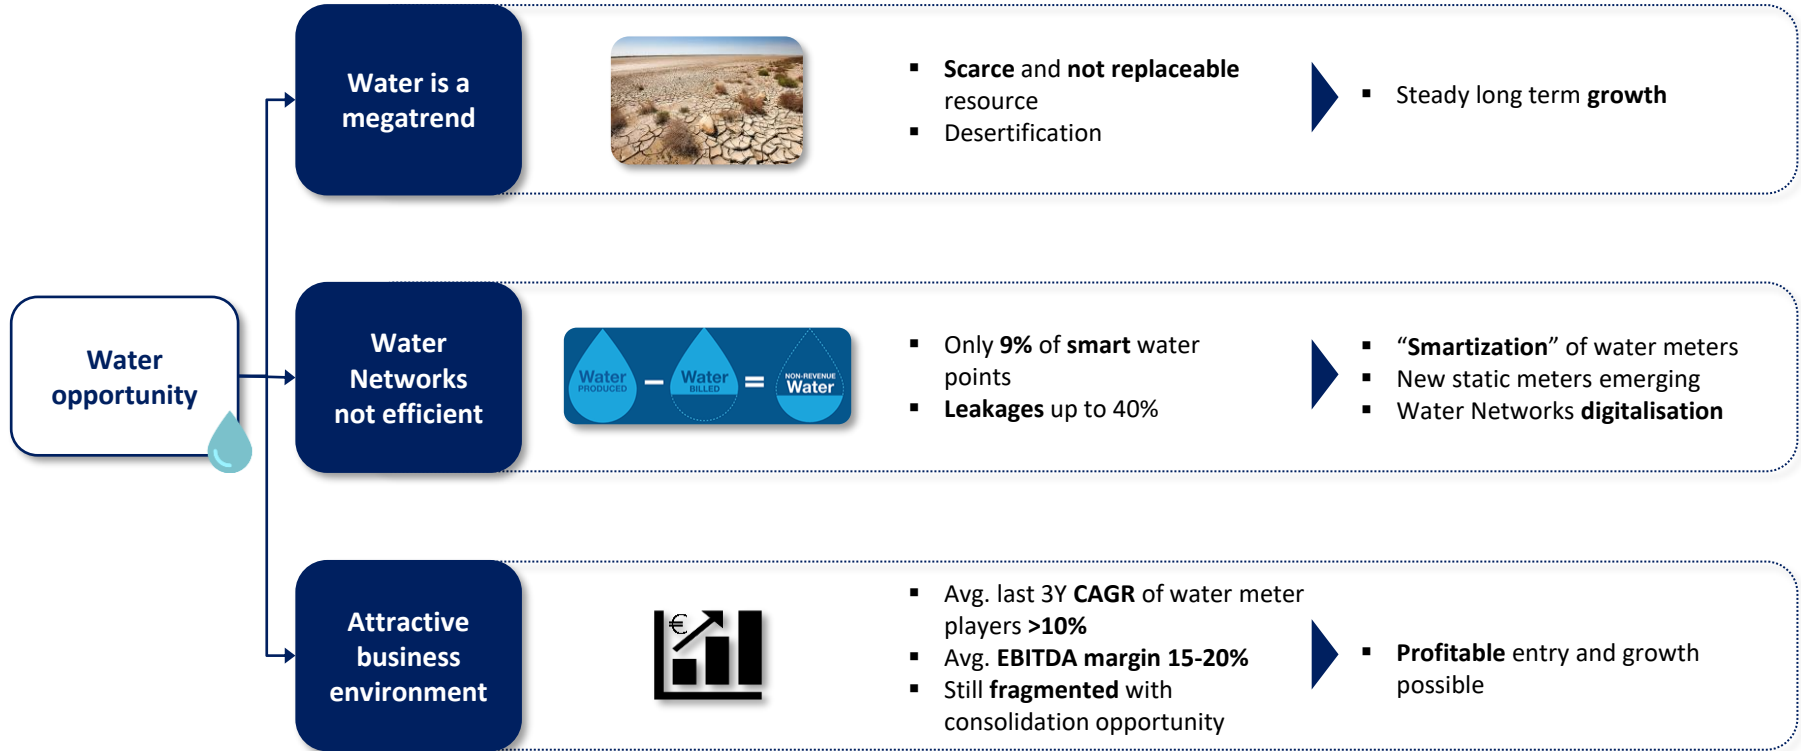 Water is a
megatrend
▪ Scarce and not replaceable
resource
▪ Desertification
▪ Steady long term growth
Water
opportunity
Water
Networks
not efficient
Water
PRODUCED
–
Water
BILLED
=
NON-REVENUE
Water
▪ Only 9% of smart water
points
▪ Leakages up to 40%
▪ “Smartization” of water meters
▪ New static meters emerging
▪ Water Networks digitalisation
Attractive
business
environment
€
▪ Avg. last 3Y CAGR of water meter
players >10%
▪ Avg. EBITDA margin 15-20%
▪ Still fragmented with
consolidation opportunity
▪ Profitable entry and growth
possible